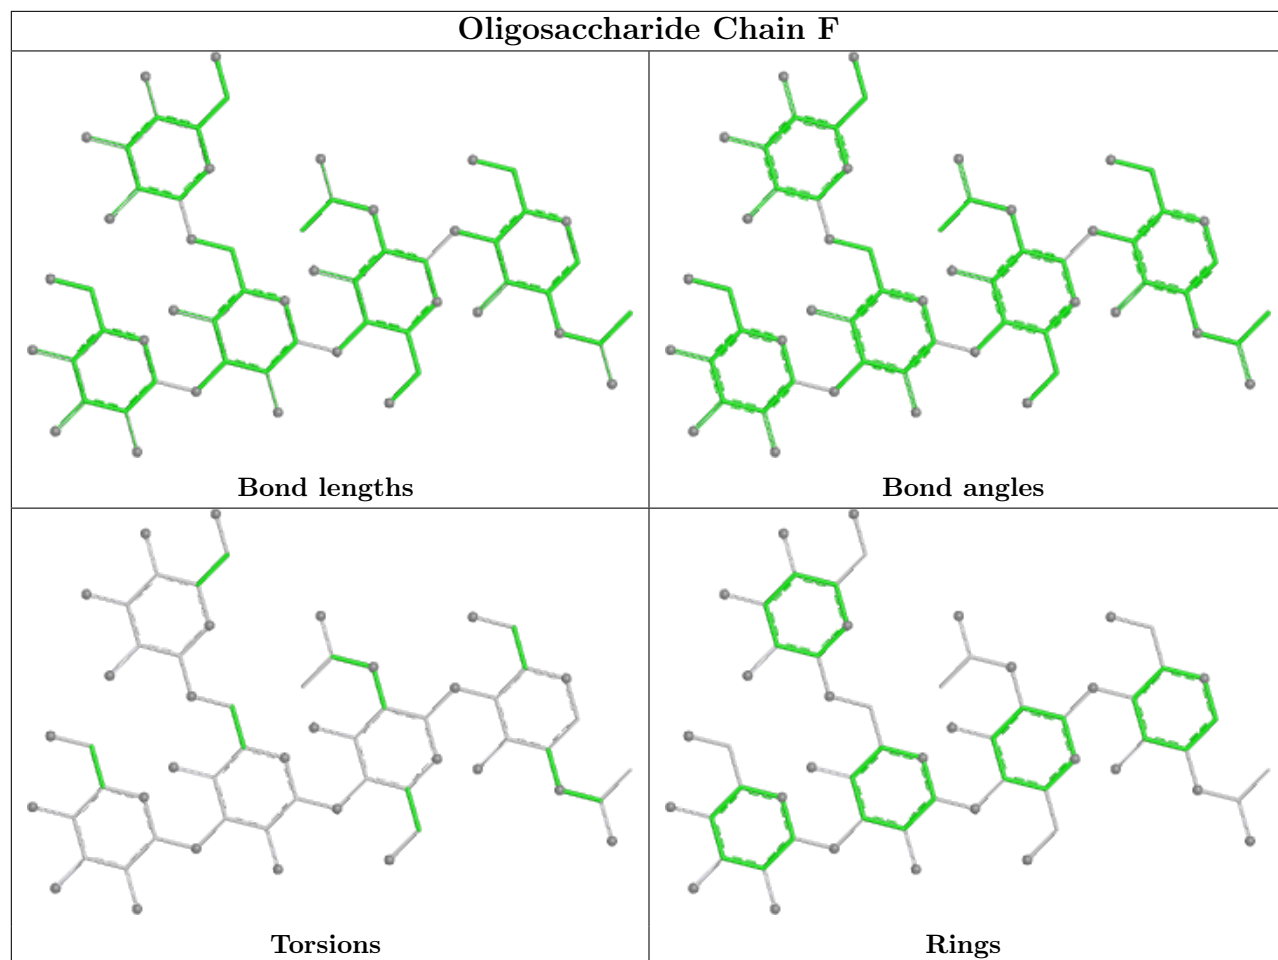 Oligosaccharide Chain F
Bond lengths
Bond angles
Torsions
Rings